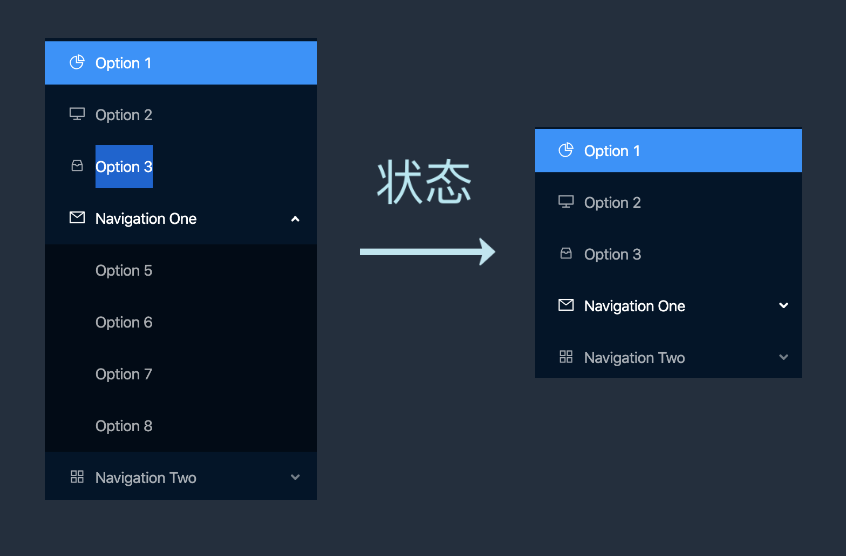 Option 1
Option 2
Option 3
Navigation One
Option 5
Option 6
Option 7
Option 8
Navigation Two
状态
Option 1
Option 2
Option 3
Navigation One
Navigation Two